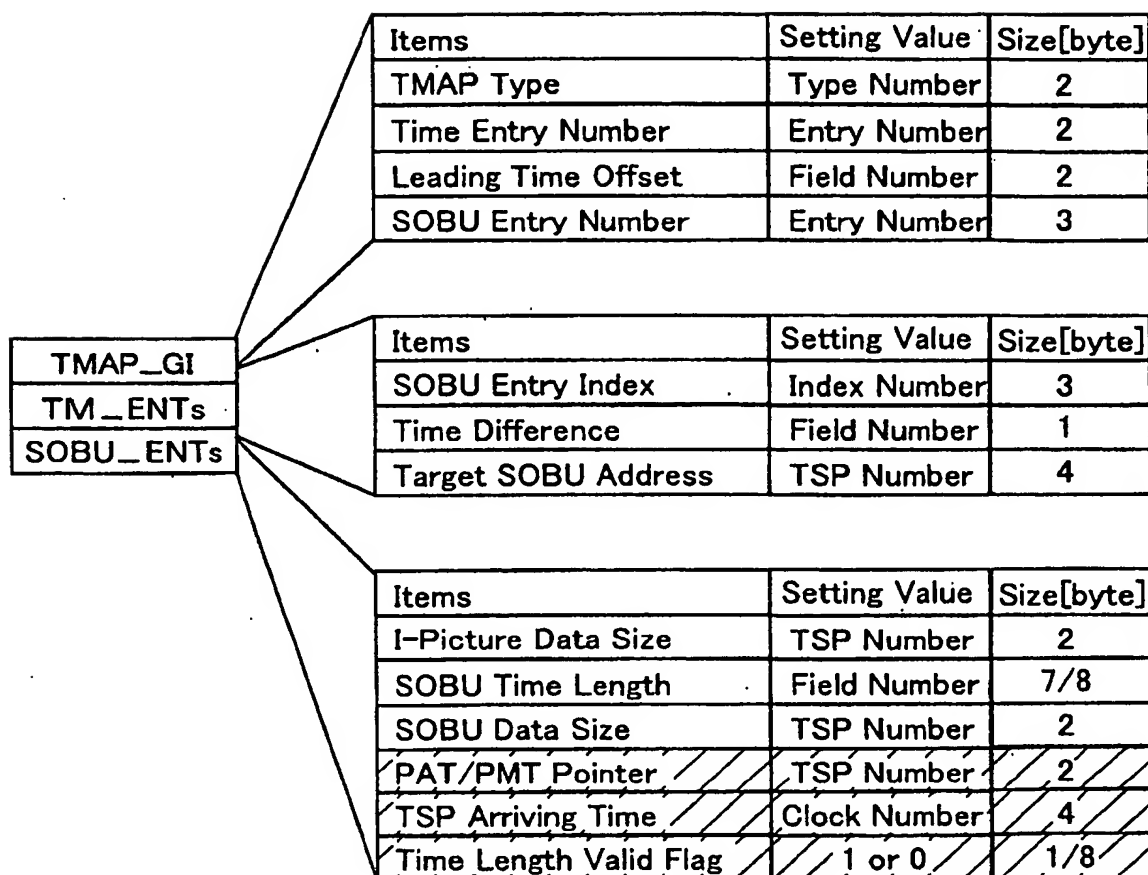 Items Setting Value Size[byte]
TMAP Type Type Number 2
Time Entry Number Entry Number 2
Leading Time Offset Field Number 2
SOBU Entry Number Entry Number 3
TMAP_GI
TM_ENTs
SOBU_ENTs
Items Setting Value Size[byte]
SOBU Entry Index Index Number 3
Time Difference Field Number 1
Target SOBU Address TSP Number 4
Items Setting Value Size[byte]
I-Picture Data Size TSP Number 2
SOBU Time Length Field Number 7/8
SOBU Data Size TSP Number 2
PAT/PMT Pointer TSP Number 2
TSP Arriving Time Clock Number 4
Time Length Valid Flag 1 or 0 1/8